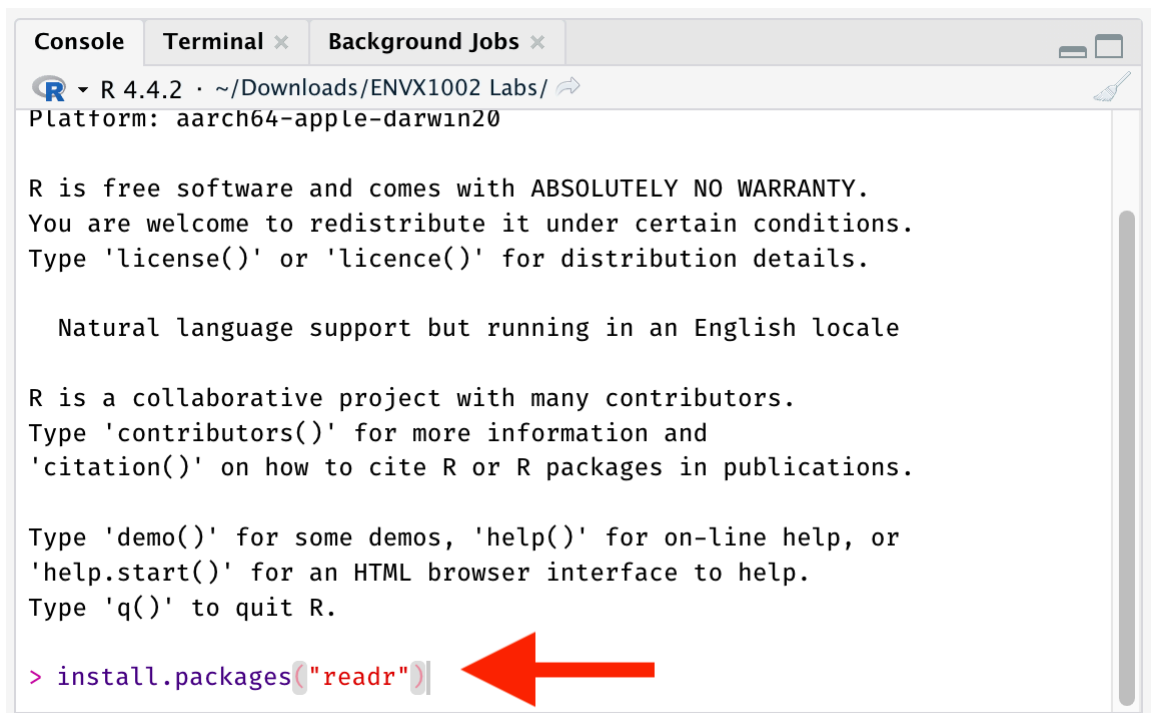 Console Terminal × Background Jobs ×
R R 4.4.2 · ~/Downloads/ENVX1002 Labs/
Platform: aarch64-apple-darwin20
R is free software and comes with ABSOLUTELY NO WARRANTY.
You are welcome to redistribute it under certain conditions.
Type 'license()' or 'licence()' for distribution details.
Natural language support but running in an English locale
R is a collaborative project with many contributors.
Type 'contributors()' for more information and
'citation()' on how to cite R or R packages in publications.
Type 'demo()' for some demos, 'help()' for on-line help, or
'help.start()' for an HTML browser interface to help.
Type 'q()' to quit R.
> install.packages("readr")